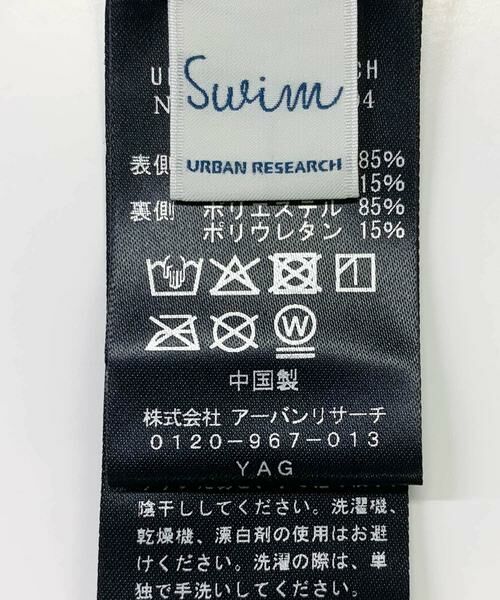 Swim
URBAN RESEARCH
表側 85%
15%
裏側 ポリエステル 85%
ポリウレタン 15%
W
中国製
株式会社 アーバンリサーチ
0120-967-013
YAG
陰干ししてください。洗濯機、
乾燥機、漂白剤の使用はお避
けください。洗濯の際は、単
独で手洗いしてください。